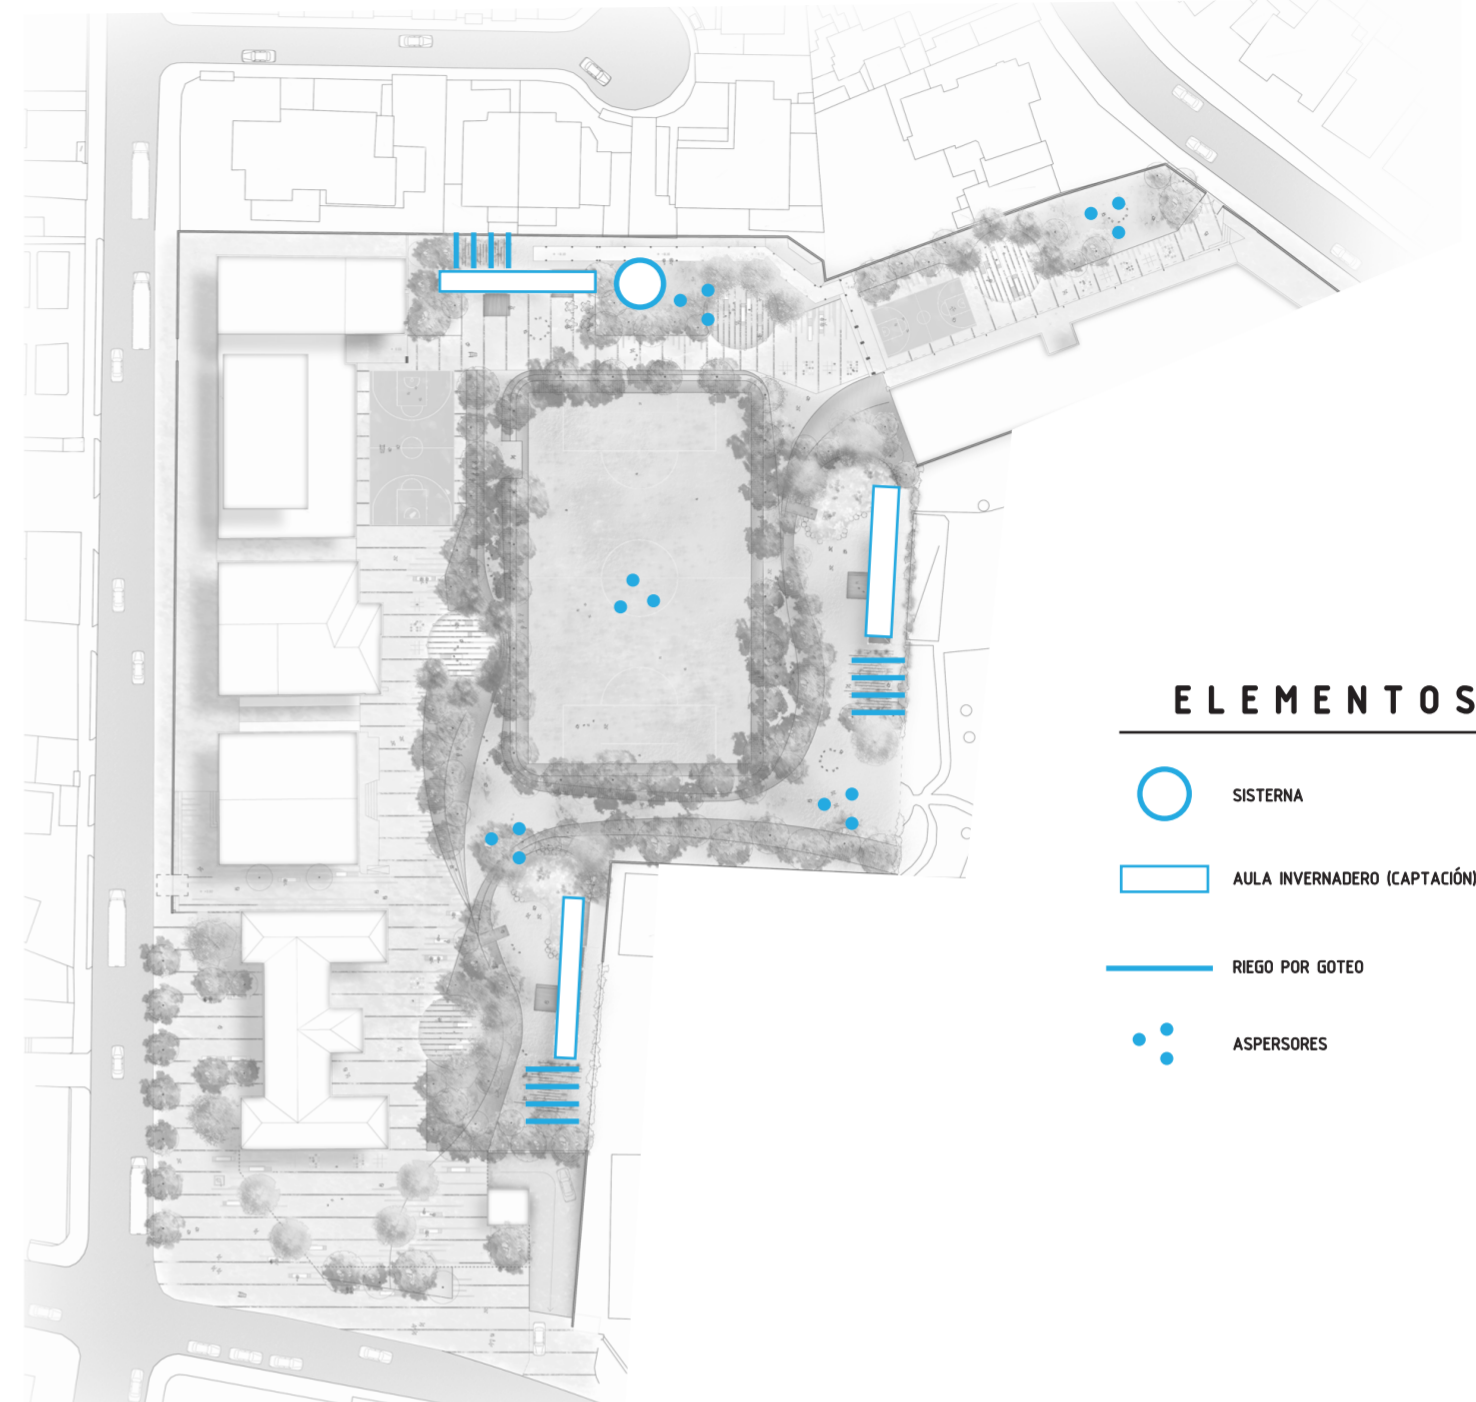 ELEMENTOS
SISTERNA
AULA INVERNADERO (CAPTACIÓN)
RIEGO POR GOTEO
ASPERSORES